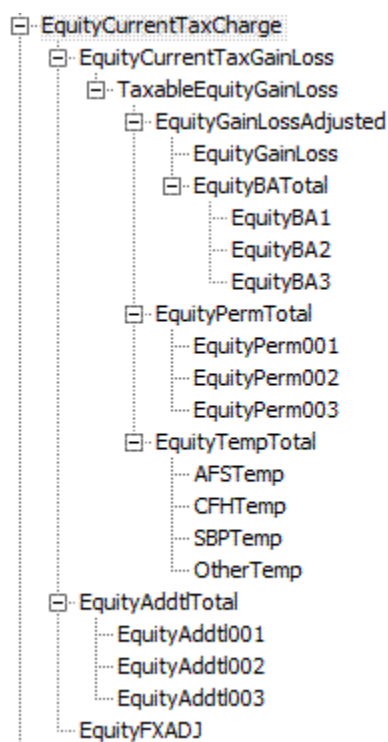 EquityCurrentTaxCharge
EquityCurrentTaxGainLoss
TaxableEquityGainLoss
EquityGainLossAdjusted
EquityGainLoss
EquityBATotal
EquityBA1
EquityBA2
EquityBA3
EquityPermTotal
EquityPerm001
EquityPerm002
EquityPerm003
EquityTempTotal
AFSTemp
CFHTemp
SBPTemp
OtherTemp
EquityAddtlTotal
EquityAddtl001
EquityAddtl002
EquityAddtl003
EquityFXADJ